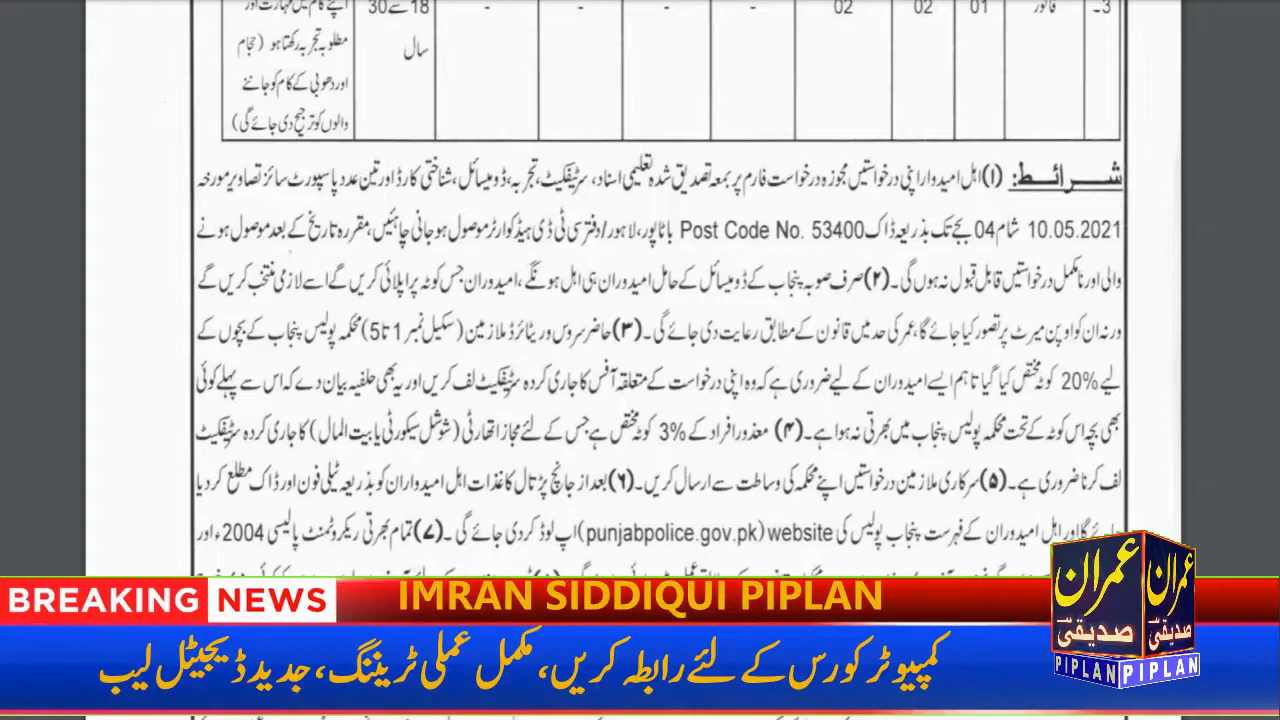 3۔ 01 02 02 - - - - 18 سے 30 اپنے کام میں مہارت اور
سال مطلوبہ تجربہ رکھتا ہو (حجام
اور دھوبی کے کام کو جاننے
والوں کو ترجیح دی جائے گی)
شرائط: (۱) اہل امیدوار اپنی درخواستیں مجوزہ درخواست فارم پر بمعہ تصدیق شدہ تعلیمی اسناد، سرٹیفکیٹ، تجربہ، ڈومیسائل، شناختی کارڈ اور تین عدد پاسپورٹ سائز تصاویر مورخہ
10.05.2021 شام 04 بجے تک بذریعہ ڈاک Post Code No. 53400 باٹاپور، لاہور/دفتر سی ٹی ڈی ہیڈ کوارٹر موصول ہو جانی چاہئیں، مقررہ تاریخ کے بعد موصول ہونے
والی اور نامکمل درخواستیں قابل قبول نہ ہوں گی۔ (۲) صرف صوبہ پنجاب کے ڈومیسائل کے حامل امیدوران ہی اہل ہونگے، امیدوران جس کوٹہ پر اپلائی کریں گے اسے لازمی منتخب کریں گے
ورنہ ان کو اوپن میرٹ پر تصور کیا جائے گا، عمر کی حد میں قانون کے مطابق رعایت دی جائے گی۔ (۳) حاضر سروس و ریٹائرڈ ملازمین (سکیل نمبر 1 تا 5) محکمہ پولیس پنجاب کے بچوں کے
لیے 20% کوٹہ مختص کیا گیا تاہم ایسے امیدوران کے لیے ضروری ہے کہ وہ اپنی درخواست کے متعلقہ آفس کا جاری کردہ سرٹیفکیٹ لف کریں اور یہ بھی حلفیہ بیان دے کہ اس سے پہلے کوئی
بھی بچہ اس کوٹہ کے تحت محکمہ پولیس پنجاب میں بھرتی نہ ہوا ہے۔ (۴) معذور افراد کے 3% کوٹہ مختص ہے جس کے لئے مجاز اتھارٹی (شوشل سیکورٹی یا بیت المال) کا جاری کردہ سرٹیفکیٹ
لف کرنا ضروری ہے۔ (۵) سرکاری ملازمین درخواستیں اپنے محکمہ کی وساطت سے ارسال کریں۔ (۶) بعد از جانچ پڑتال کاغذات اہل امیدواران کو بذریعہ ٹیلی فون اور ڈاک مطلع کر دیا
جائے گا اور اہل امیدوران کے فہرست پنجاب پولیس کی website (punjabpolice.gov.pk) اپ لوڈ کر دی جائے گی۔ (۷) تمام بھرتی ریکروٹمنٹ پالیسی 2004ء اور
BREAKING NEWS IMRAN SIDDIQUI PIPLAN
کمپیوٹر کورس کے لئے رابطہ کریں، مکمل عملی ٹریننگ، جدید ڈیجیٹل لیب
عمران عمران
صدیقی صدیقی
PIPLAN PIPLAN